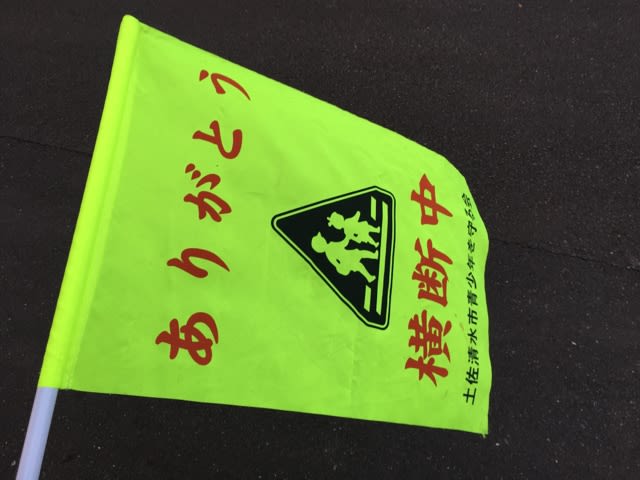 横断中
ありがとう
土佐清水市青少年を守る会